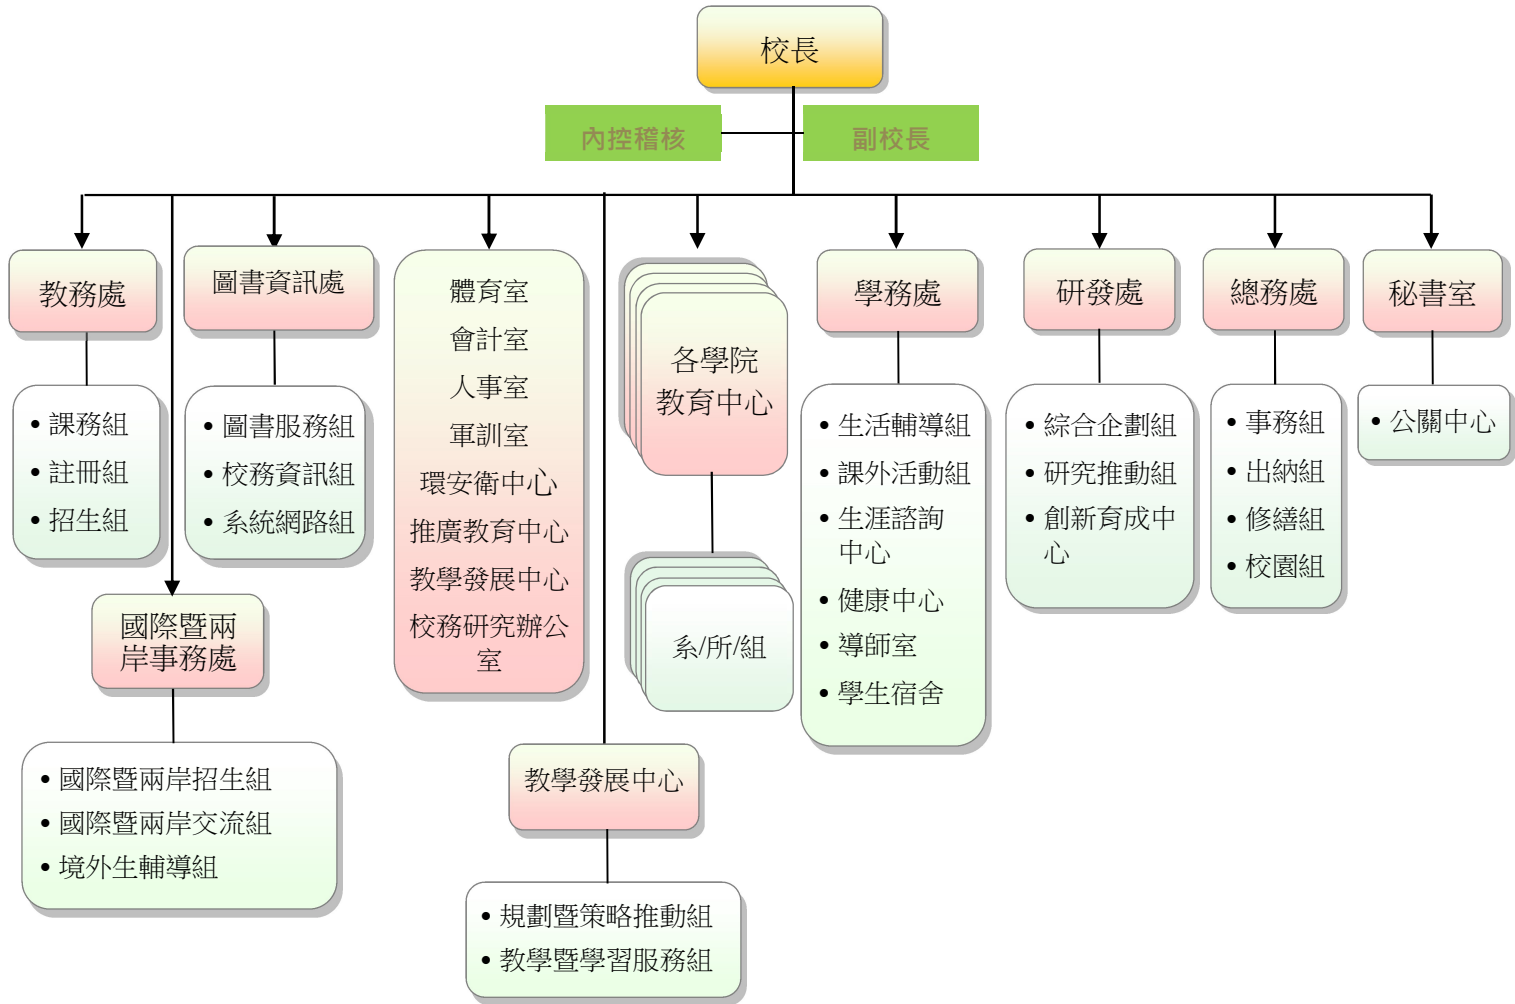 校長
內控稽核
副校長
教務處
• 課務組
• 註冊組
• 招生組
國際暨兩
岸事務處
• 國際暨兩岸招生組
• 國際暨兩岸交流組
• 境外生輔導組
圖書資訊處
• 圖書服務組
• 校務資訊組
• 系統網路組
體育室
會計室
人事室
軍訓室
環安衛中心
推廣教育中心
教學發展中心
校務研究辦公
室
教學發展中心
• 規劃暨策略推動組
• 教學暨學習服務組
各學院
教育中心
系/所/組
學務處
• 生活輔導組
• 課外活動組
• 生涯諮詢
中心
• 健康中心
• 導師室
• 學生宿舍
研發處
• 綜合企劃組
• 研究推動組
• 創新育成中
心
總務處
• 事務組
• 出納組
• 修繕組
• 校園組
秘書室
• 公關中心